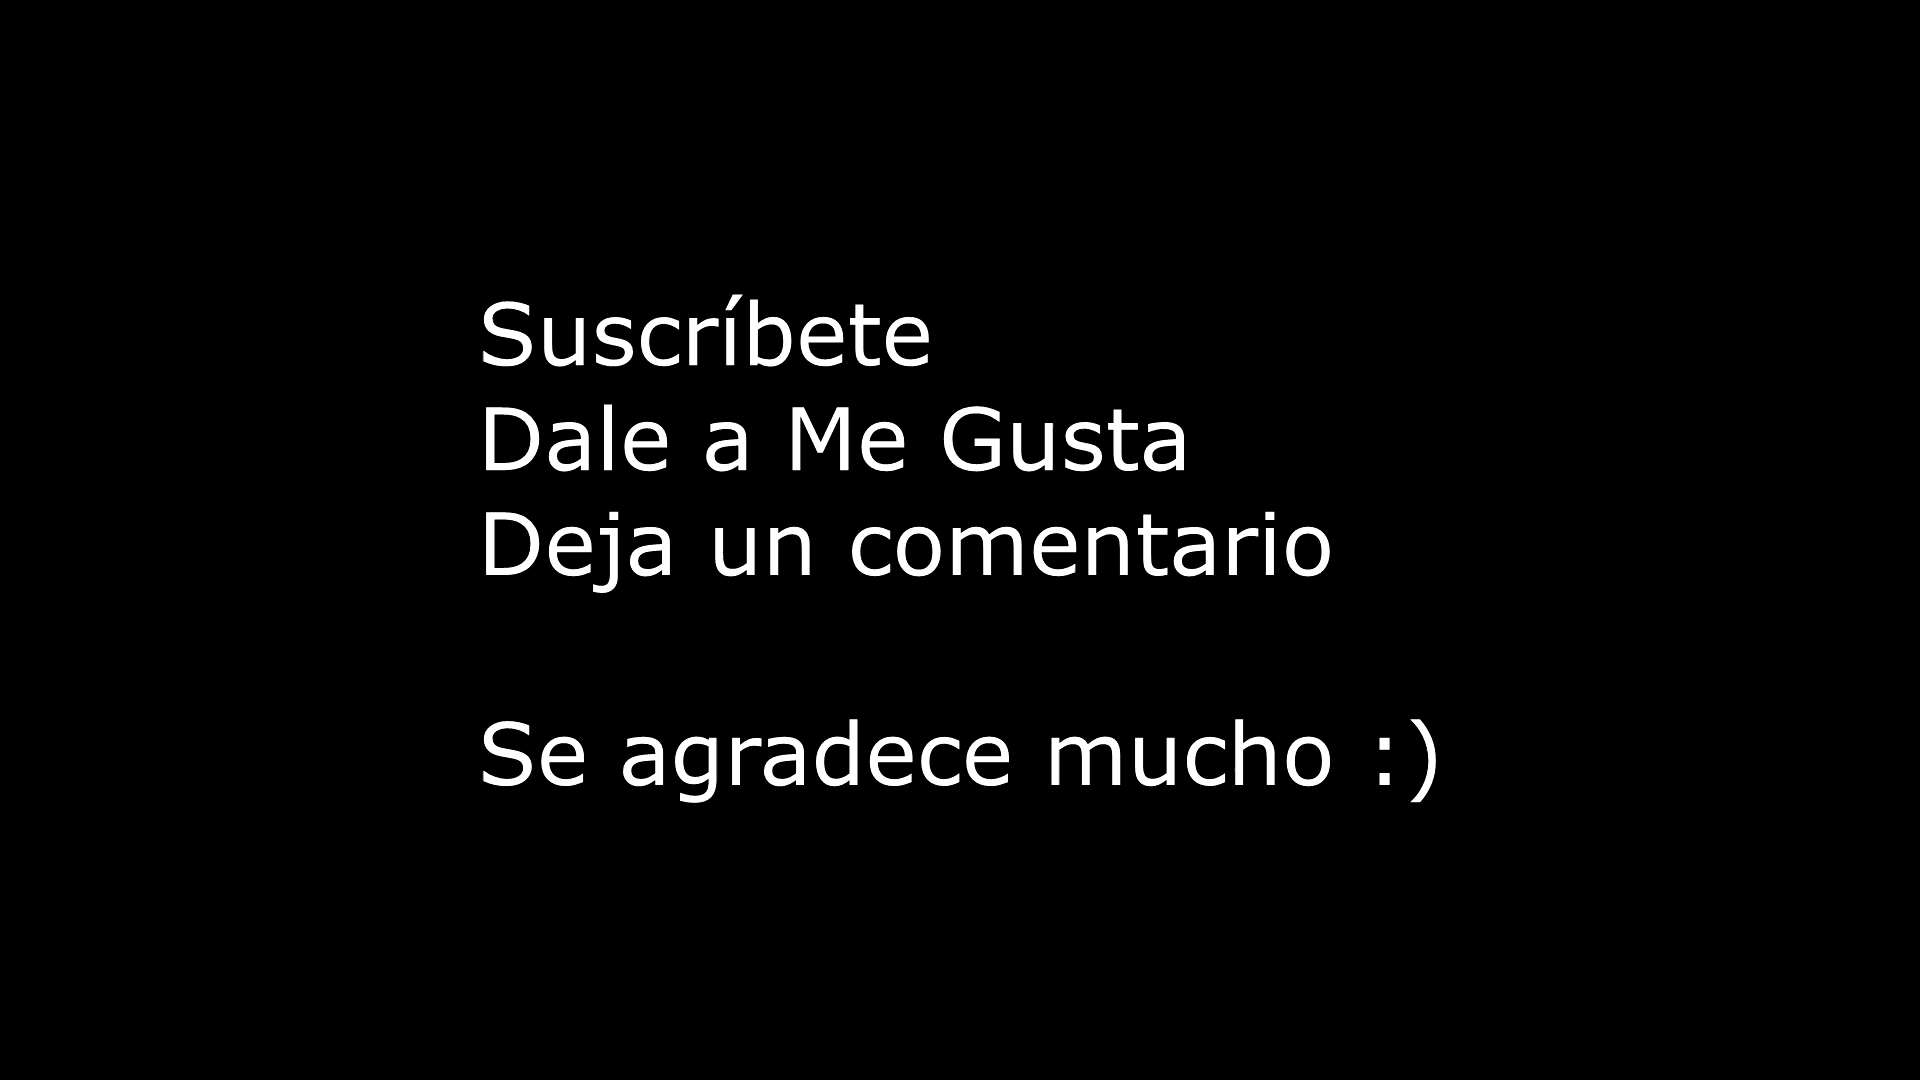 Suscríbete
Dale a Me Gusta
Deja un comentario
Se agradece mucho :)